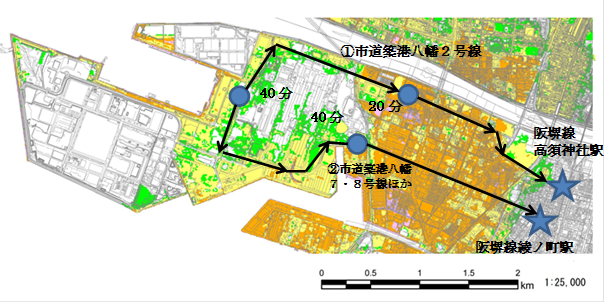 ①市道築港八幡２号線
40分
40分
20分
阪堺線
高須神社駅
②市道築港八幡
７・８号線ほか
阪堺線綾ノ町駅
0 0.5 1 1.5 2
km
1:25,000